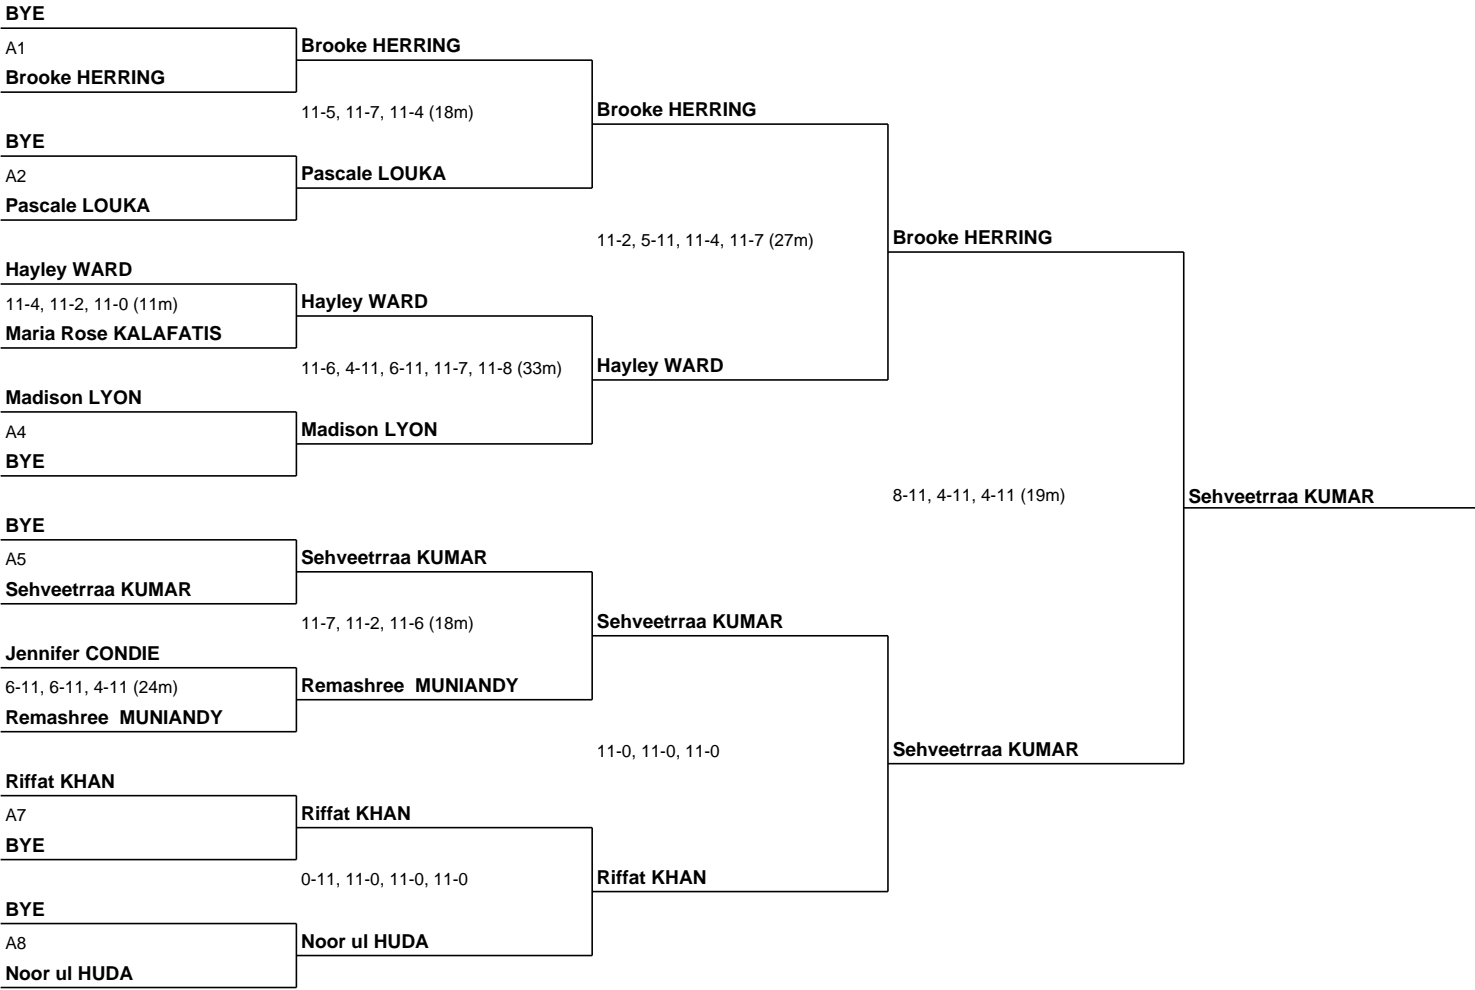 BYE
A1
Brooke HERRING
BYE
A2
Pascale LOUKA
Hayley WARD
11-4, 11-2, 11-0 (11m)
Maria Rose KALAFATIS
Madison LYON
A4
BYE
BYE
A5
Sehveetrraa KUMAR
Jennifer CONDIE
6-11, 6-11, 4-11 (24m)
Remashree  MUNIANDY
Riffat KHAN
A7
BYE
BYE
A8
Noor ul HUDA
Brooke HERRING
11-5, 11-7, 11-4 (18m)
Pascale LOUKA
Hayley WARD
11-6, 4-11, 6-11, 11-7, 11-8 (33m)
Madison LYON
Sehveetrraa KUMAR
11-7, 11-2, 11-6 (18m)
Remashree  MUNIANDY
Riffat KHAN
0-11, 11-0, 11-0, 11-0
Noor ul HUDA
Brooke HERRING
11-2, 5-11, 11-4, 11-7 (27m)
Hayley WARD
Sehveetrraa KUMAR
11-0, 11-0, 11-0
Riffat KHAN
Brooke HERRING
8-11, 4-11, 4-11 (19m)
Sehveetrraa KUMAR
Sehveetrraa KUMAR